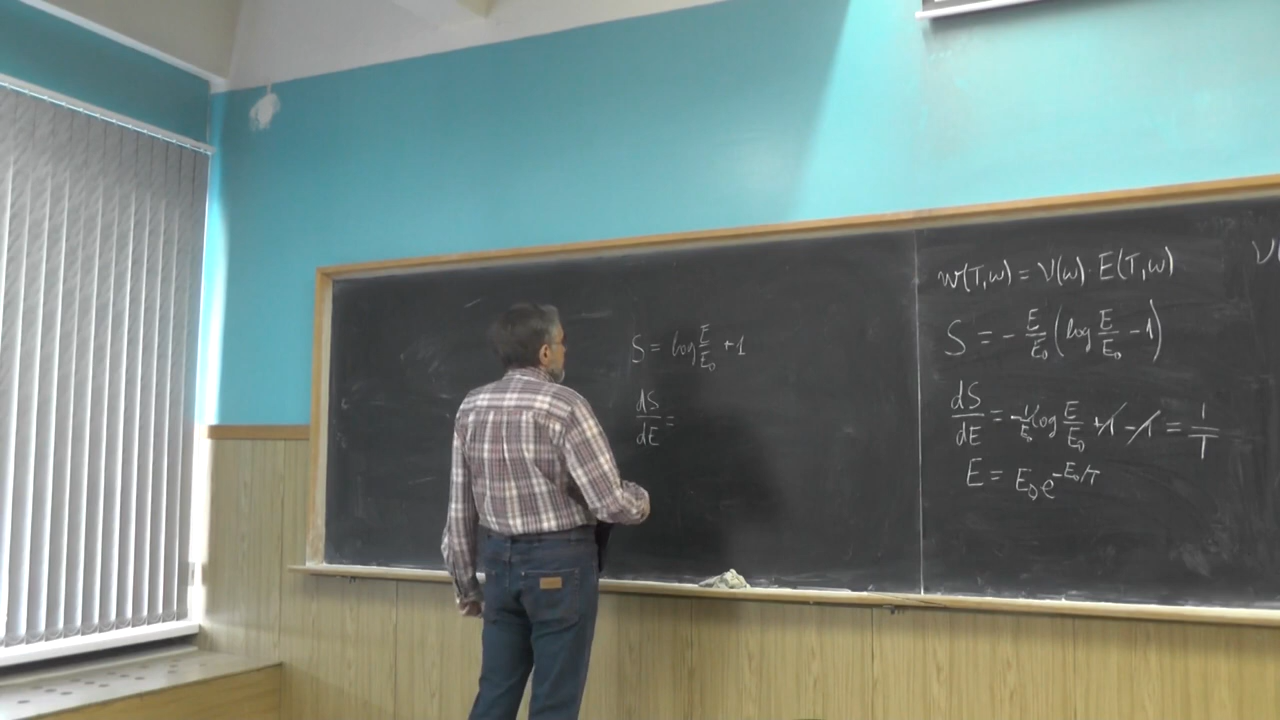 S = log E/E₀ + 1
dS/dE =
w(T,ω) = ν(ω) · E(T,ω)
S = - E/E₀ (log E/E₀ - 1)
dS/dE = - 1/E₀ log E/E₀ + 1 - 1 = 1/T
E = E₀ e^{-E₀/T}